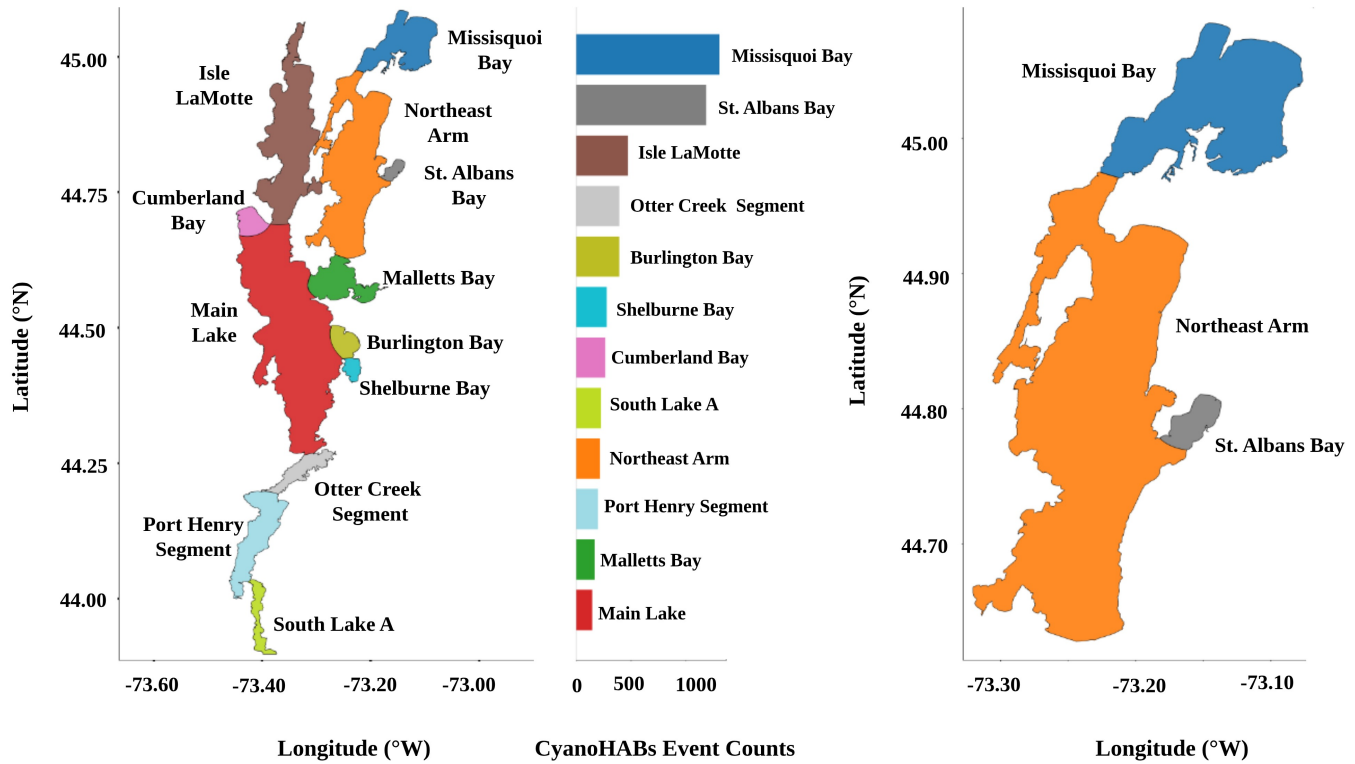 Missisquoi
Bay
Isle
LaMotte
Northeast
Arm
St. Albans
Bay
Cumberland
Bay
Malletts Bay
Main
Lake
Burlington Bay
Shelburne Bay
Otter Creek
Segment
Port Henry
Segment
South Lake A
45.00
44.75
44.50
44.25
44.00
Latitude (°N)
-73.60 -73.40 -73.20 -73.00
Longitude (°W)
Missisquoi Bay
St. Albans Bay
Isle LaMotte
Otter Creek Segment
Burlington Bay
Shelburne Bay
Cumberland Bay
South Lake A
Northeast Arm
Port Henry Segment
Malletts Bay
Main Lake
0 500 1000
CyanoHABs Event Counts
Missisquoi Bay
Northeast Arm
St. Albans Bay
45.00
44.90
44.80
44.70
Latitude (°N)
-73.30 -73.20 -73.10
Longitude (°W)